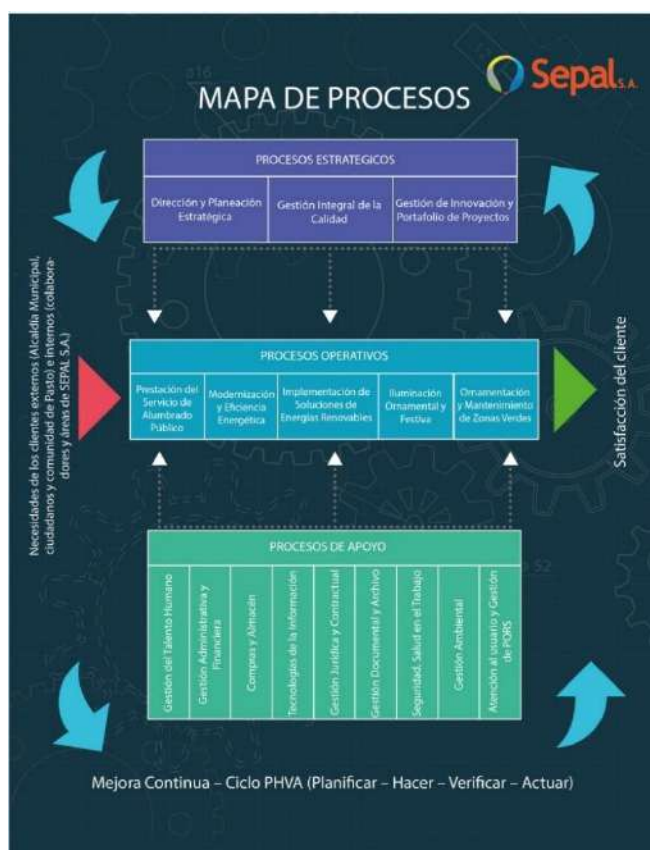 Sepal S.A.
MAPA DE PROCESOS
PROCESOS ESTRATEGICOS
Dirección y Planeación
Estratégica
Gestión Integral de la
Calidad
Gestión de Innovación y
Portafolio de Proyectos
Necesidades de los clientes externos (Alcaldía Municipal,
ciudadanos y comunidad de Pasto) e internos (colabora-
dores y áreas de SEPAL S.A.)
PROCESOS OPERATIVOS
Prestación del
Servicio de
Alumbrado
Público
Modernización
y Eficiencia
Energética
Implementación de
Soluciones de
Energías Renovables
Iluminación
Ornamental y
Festiva
Ornamentación
y Mantenimiento
de Zonas Verdes
Satisfacción del cliente
PROCESOS DE APOYO
Gestión del Talento Humano
Gestión Administrativa y
Financiera
Compras y Almacén
Tecnologías de la Información
Gestión Jurídica y Contractual
Gestión Documental y Archivo
Seguridad, Salud en el Trabajo
Gestión Ambiental
Atención al usuario y Gestión
de PQRS
Mejora Continua – Ciclo PHVA (Planificar – Hacer – Verificar – Actuar)